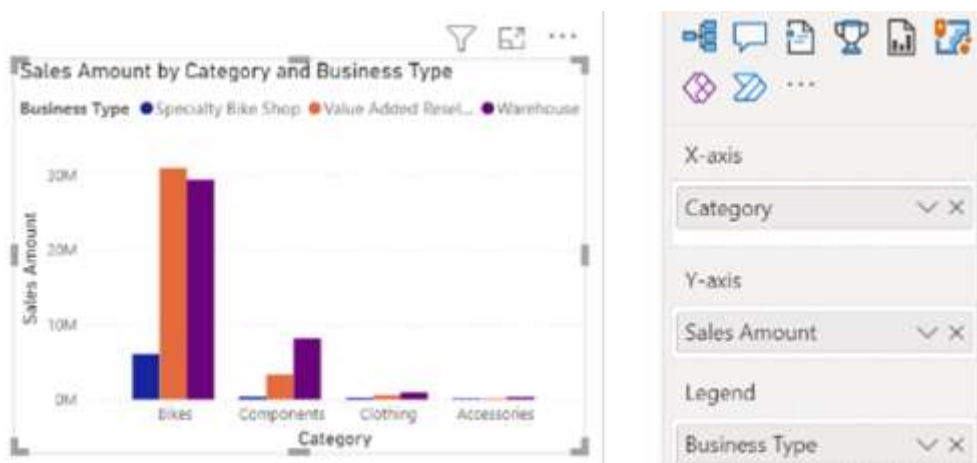 Sales Amount by Category and Business Type
Business Type Specialty Bike Shop Value Added Resel... Warehouse
30M
20M
10M
0M
Sales Amount
Bikes Components Clothing Accessories
Category
X-axis
Category
Y-axis
Sales Amount
Legend
Business Type